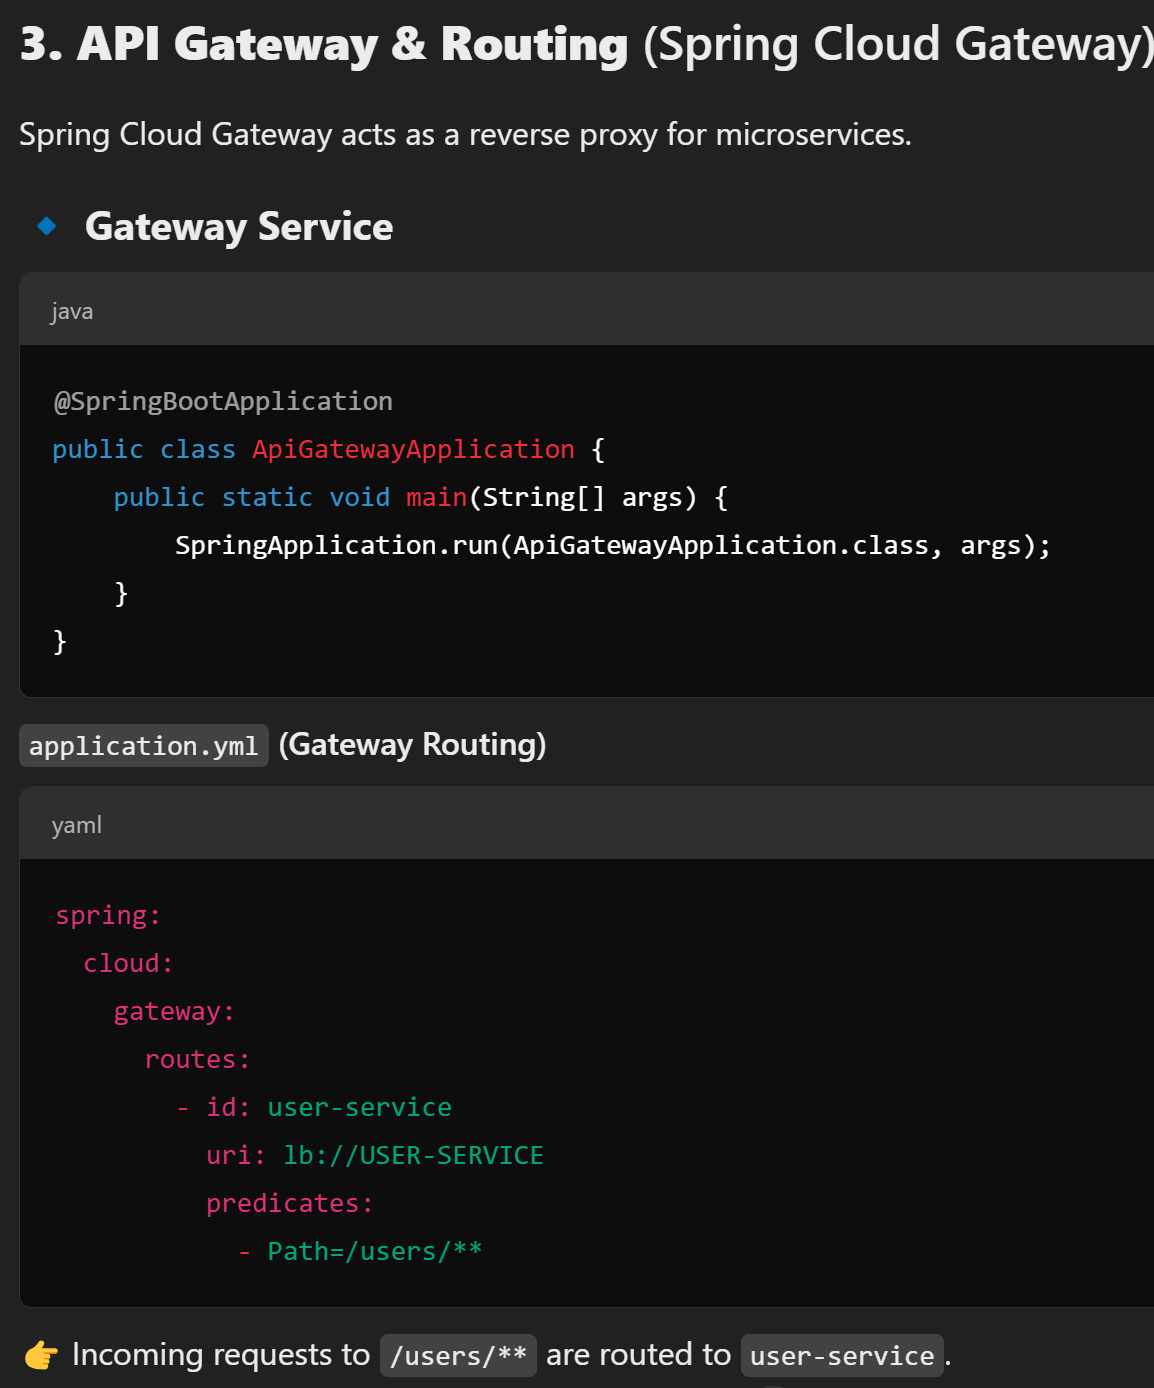 3. API Gateway & Routing (Spring Cloud Gateway)
Spring Cloud Gateway acts as a reverse proxy for microservices.
Gateway Service
java
@SpringBootApplication
public class ApiGatewayApplication {
    public static void main(String[] args) {
        SpringApplication.run(ApiGatewayApplication.class, args);
    }
}
application.yml (Gateway Routing)
yaml
spring:
  cloud:
    gateway:
      routes:
        - id: user-service
          uri: lb://USER-SERVICE
          predicates:
            - Path=/users/**
👉 Incoming requests to /users/** are routed to user-service.